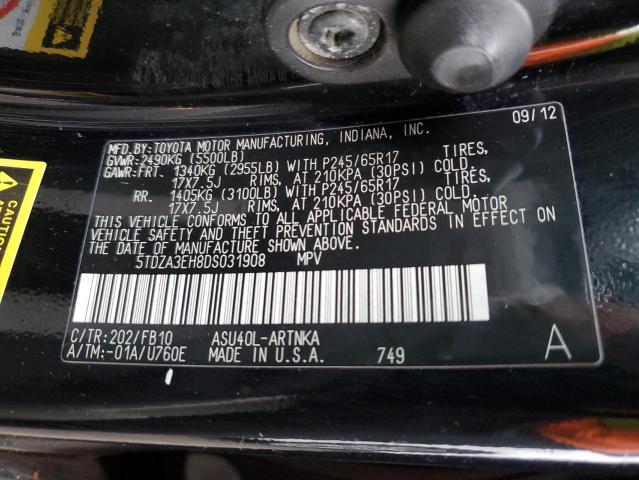 09/12
MFD. BY: TOYOTA MOTOR MANUFACTURING, INDIANA, INC.
GVWR: 2490KG (5500LB)
GAWR: FRT. 1340KG (2955LB) WITH P245/65R17 TIRES,
17X7.5J RIMS, AT 210KPA (30PSI) COLD.
RR. 1405KG (3100LB) WITH P245/65R17 TIRES,
17X7.5J RIMS, AT 210KPA (30PSI) COLD.
THIS VEHICLE CONFORMS TO ALL APPLICABLE FEDERAL MOTOR
VEHICLE SAFETY AND THEFT PREVENTION STANDARDS IN EFFECT ON
THE DATE OF MANUFACTURE SHOWN ABOVE.
5TDZA3EH8DS031908 MPV
C/TR: 202/FB10 ASU40L-ARTNKA
A/TM: -01A/U760E MADE IN U.S.A. 749 A